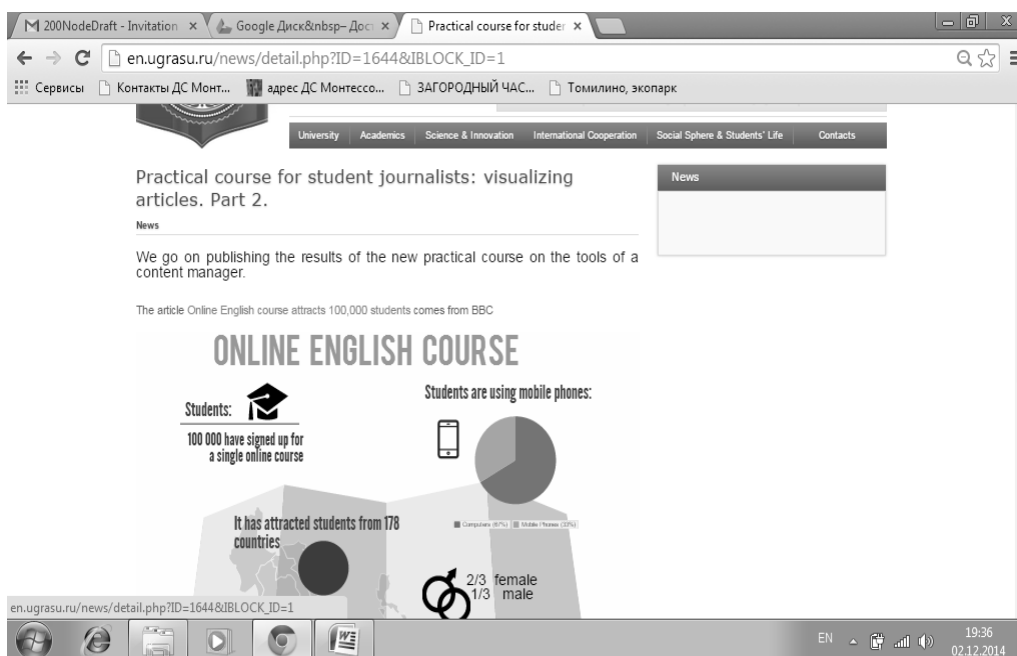 200NodeDraft - Invitation
Google Диск&nbsp– Дост
Practical course for studer
en.ugrasu.ru/news/detail.php?ID=1644&IBLOCK_ID=1
Сервисы Контакты ДС Монт... адрес ДС Монтессо... ЗАГОРОДНЫЙ ЧАС... Томилино, экопарк
University Academics Science & Innovation International Cooperation Social Sphere & Students' Life Contacts
Practical course for student journalists: visualizing
articles. Part 2.
News
We go on publishing the results of the new practical course on the tools of a
content manager.
The article Online English course attracts 100,000 students comes from BBC
News
ONLINE ENGLISH COURSE
Students:
100 000 have signed up for
a single online course
Students are using mobile phones:
Computers (67%) Mobile Phones (33%)
It has attracted students from 178
countries
2/3 female
1/3 male
en.ugrasu.ru/news/detail.php?ID=1644&IBLOCK_ID=1
EN
19:36
02.12.2014